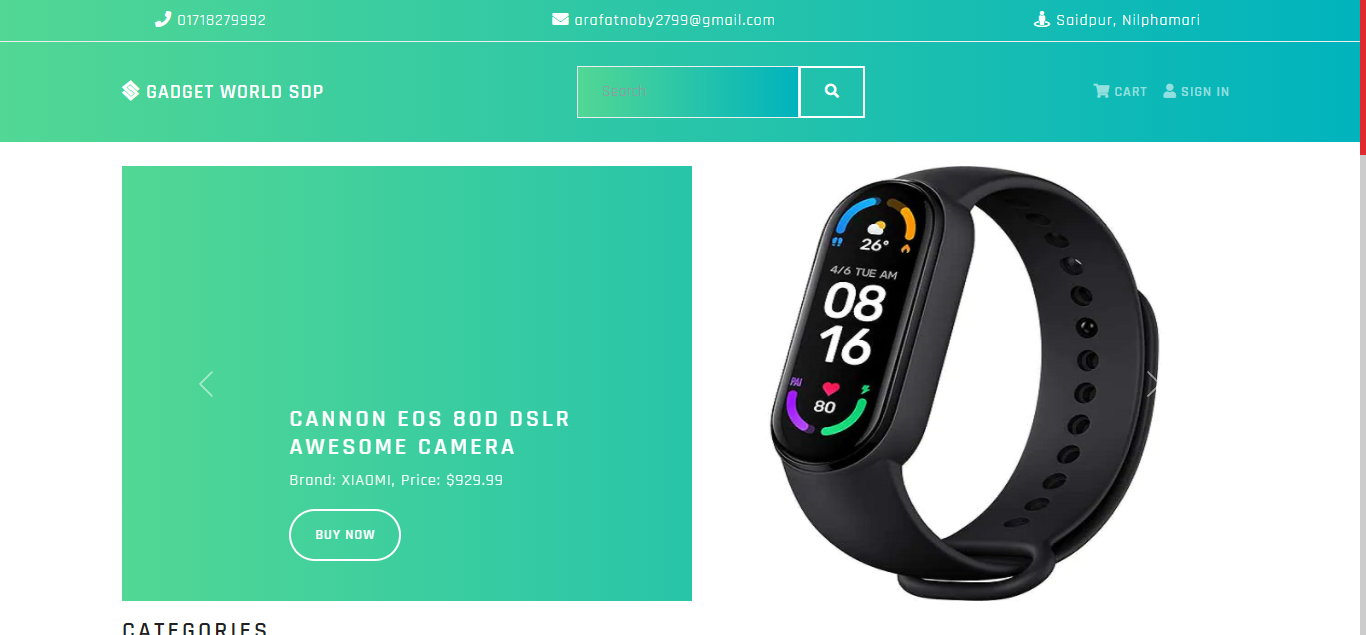 01718279992
arafatnoby2799@gmail.com
Saidpur, Nilphamari
GADGET WORLD SDP
Search
CART
SIGN IN
26°
4/6 TUE AM
08
16
PAI
80
CANNON EOS 80D DSLR
AWESOME CAMERA
Brand: XIAOMI, Price: $929.99
BUY NOW
CATEGORIES